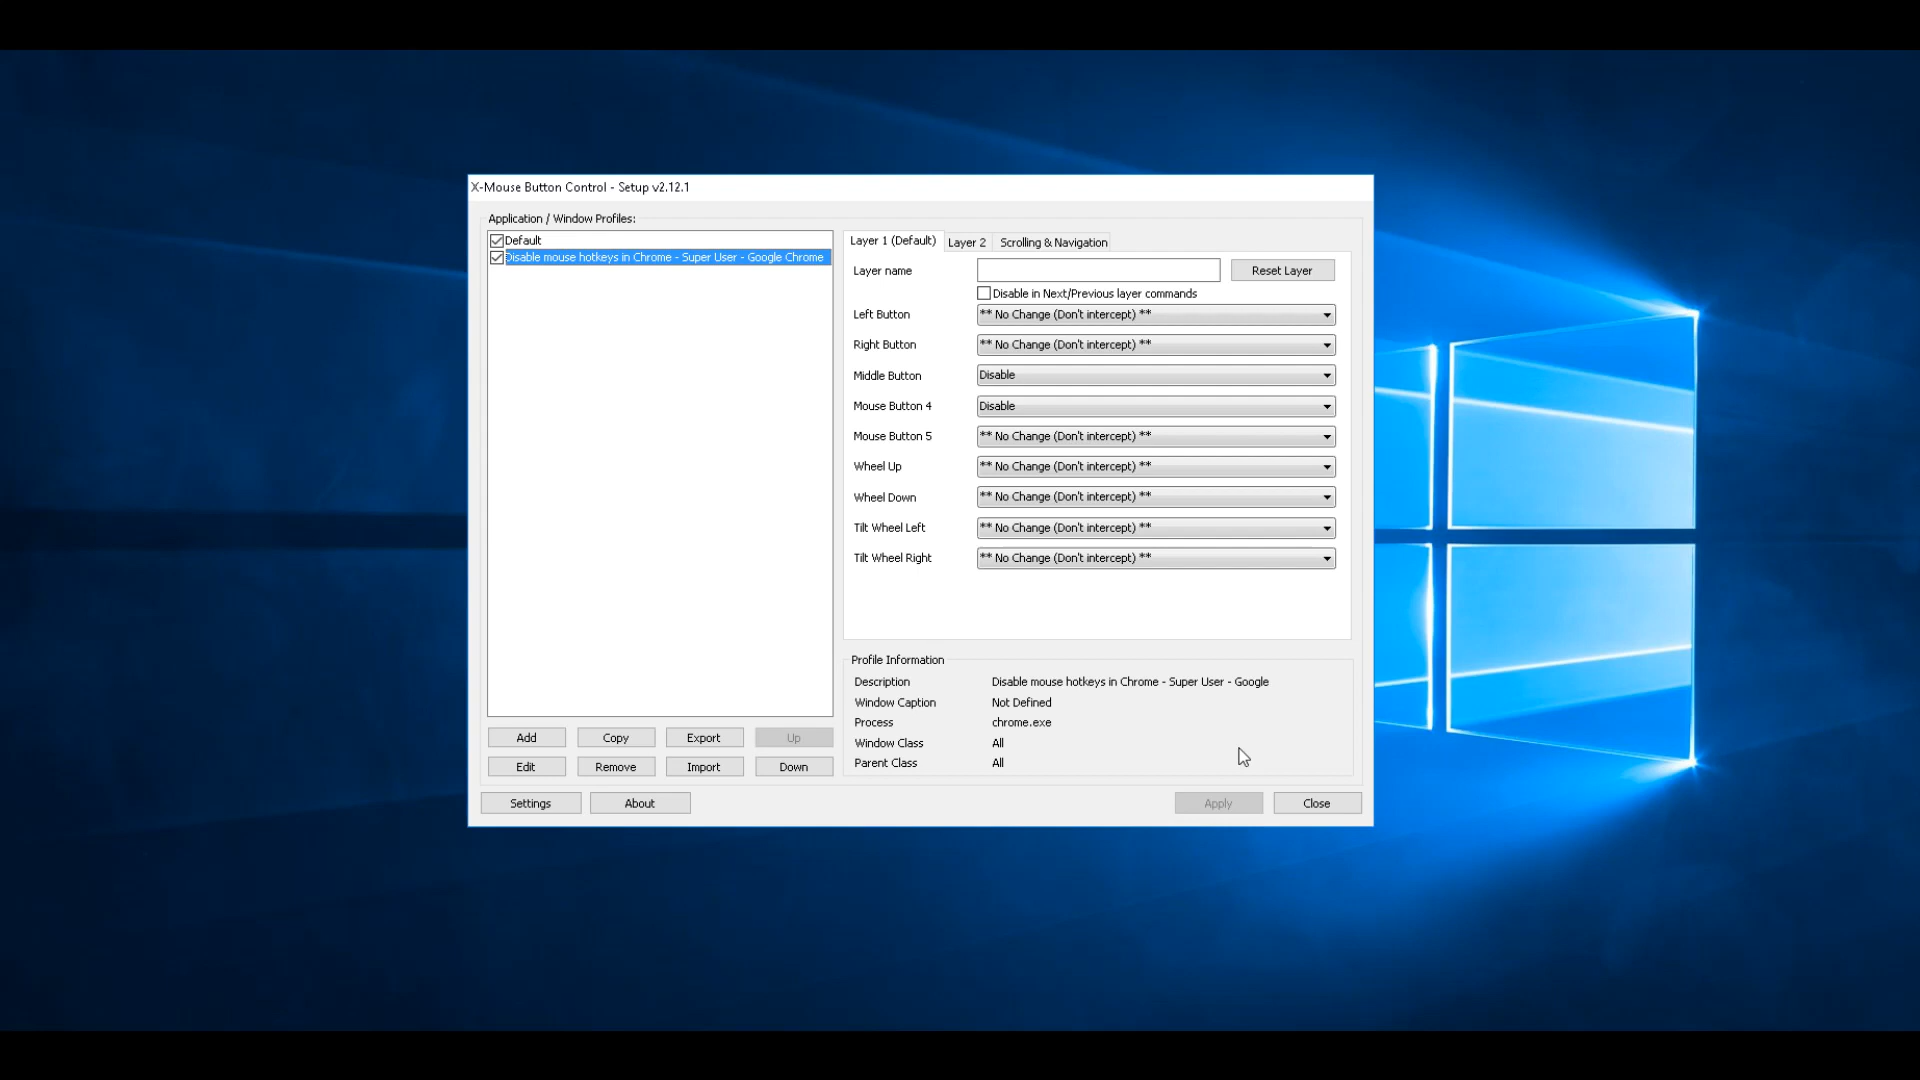 X-Mouse Button Control - Setup v2.12.1
Application / Window Profiles:
Default
Disable mouse hotkeys in Chrome - Super User - Google Chrome
Layer 1 (Default)
Layer 2
Scrolling & Navigation
Layer name
Reset Layer
Disable in Next/Previous layer commands
Left Button
** No Change (Don't intercept) **
Right Button
** No Change (Don't intercept) **
Middle Button
Disable
Mouse Button 4
Disable
Mouse Button 5
** No Change (Don't intercept) **
Wheel Up
** No Change (Don't intercept) **
Wheel Down
** No Change (Don't intercept) **
Tilt Wheel Left
** No Change (Don't intercept) **
Tilt Wheel Right
** No Change (Don't intercept) **
Profile Information
Description
Disable mouse hotkeys in Chrome - Super User - Google
Window Caption
Not Defined
Process
chrome.exe
Window Class
All
Parent Class
All
Add
Copy
Export
Up
Edit
Remove
Import
Down
Settings
About
Apply
Close